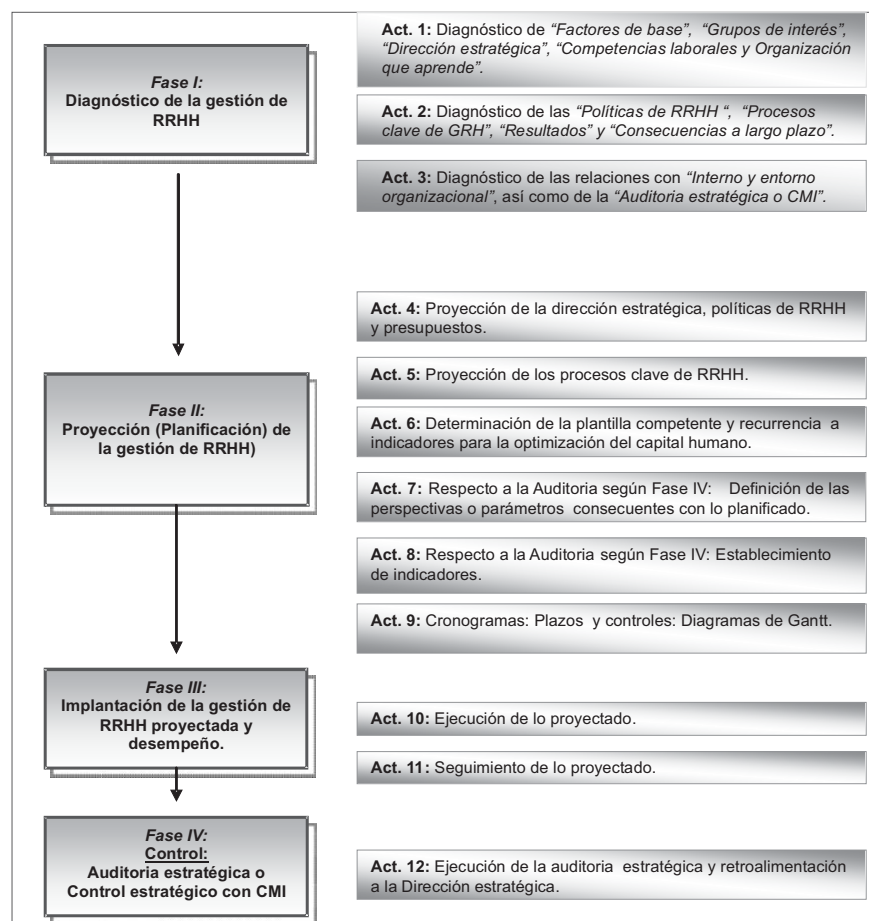 Fase I:
Diagnóstico de la gestión de
RRHH
Act. 1: Diagnóstico de “Factores de base”, “Grupos de interés”,
“Dirección estratégica”, “Competencias laborales y Organización
que aprende”.
Act. 2: Diagnóstico de las “Políticas de RRHH “, “Procesos
clave de GRH”, “Resultados” y “Consecuencias a largo plazo”.
Act. 3: Diagnóstico de las relaciones con “Interno y entorno
organizacional”, así como de la “Auditoria estratégica o CMI”.
Fase II:
Proyección (Planificación) de
la gestión de RRHH)
Act. 4: Proyección de la dirección estratégica, políticas de RRHH
y presupuestos.
Act. 5: Proyección de los procesos clave de RRHH.
Act. 6: Determinación de la plantilla competente y recurrencia a
indicadores para la optimización del capital humano.
Act. 7: Respecto a la Auditoria según Fase IV: Definición de las
perspectivas o parámetros consecuentes con lo planificado.
Act. 8: Respecto a la Auditoria según Fase IV: Establecimiento
de indicadores.
Act. 9: Cronogramas: Plazos y controles: Diagramas de Gantt.
Fase III:
Implantación de la gestión de
RRHH proyectada y
desempeño.
Act. 10: Ejecución de lo proyectado.
Act. 11: Seguimiento de lo proyectado.
Fase IV:
Control:
Auditoria estratégica o
Control estratégico con CMI
Act. 12: Ejecución de la auditoria estratégica y retroalimentación
a la Dirección estratégica.